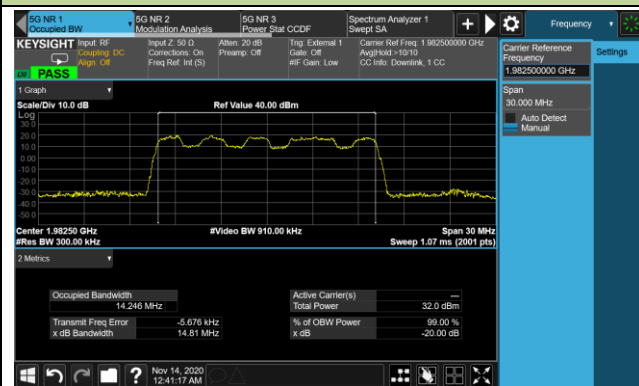 5G NR 1
Occupied BW
5G NR 2
Modulation Analysis
5G NR 3
Power Stat CCDF
Spectrum Analyzer 1
Swept SA
Frequency
KEYSIGHT
Input: RF
Coupling: DC
Align: Off
Input Z: 50 Ω
Corrections: On
Freq Ref: Int (S)
Atten: 20 dB
Preamp: Off
Trig: External 1
Gate: Off
#IF Gain: Low
Carrier Ref Freq: 1.982500000 GHz
Avg|Hold:>10/10
CC Info: Downlink, 1 CC
PASS
Carrier Reference
Frequency
1.982500000 GHz
Settings
Span
30.000 MHz
Auto Detect
Manual
1 Graph
Scale/Div 10.0 dB
Ref Value 40.00 dBm
Log
30.0
20.0
10.0
0.00
-10.0
-20.0
-30.0
-40.0
-50.0
Center 1.98250 GHz
#Video BW 910.00 kHz
Span 30 MHz
#Res BW 300.00 kHz
Sweep 1.07 ms (2001 pts)
2 Metrics
Occupied Bandwidth
14.246 MHz
Active Carrier(s)
---
Total Power
32.0 dBm
Transmit Freq Error
-5.676 kHz
% of OBW Power
99.00 %
x dB Bandwidth
14.81 MHz
x dB
-20.00 dB
?
Nov 14, 2020
12:41:17 AM